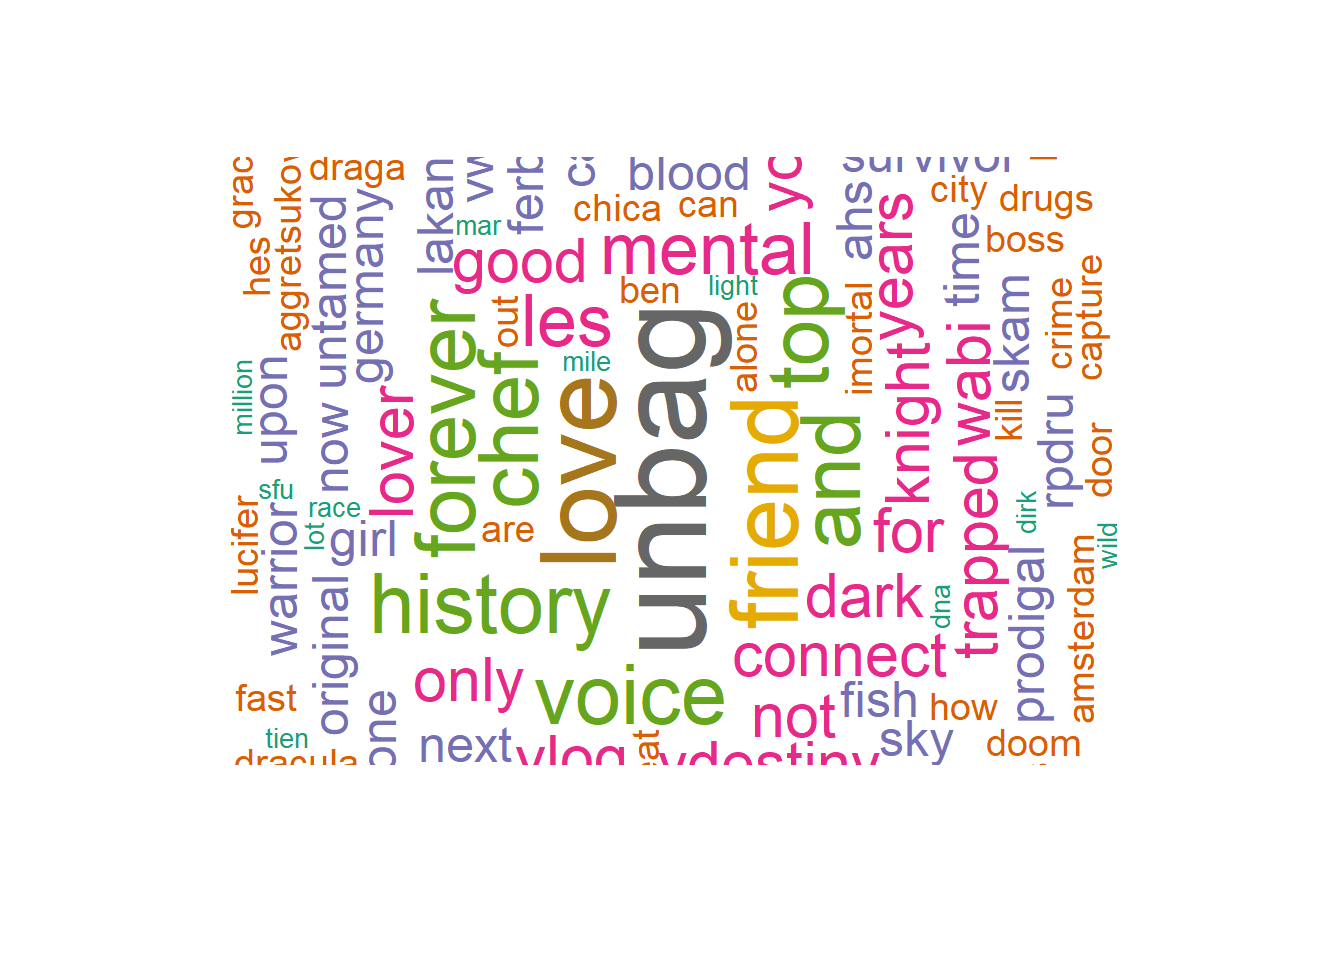 grac
draga
lakan
ferb
blood
survivor
city
drugs
chica
can
ahs
years
mar
hes
aggretsukov
untamed
germany
good
mental
time
boss
ben
light
out
les
top
alone
imortal
skam
crime
capture
million
upon
now
lover
forever
chef
mile
love
unbag
friend
and
knight
wabi
kill
rpdru
door
sfu
race
lot
girl
are
for
trapped
dirk
wild
lucifer
warrior
original
history
dark
dna
prodigal
amsterdam
connect
only
voice
not
fish
how
fast
tien
one
next
vlog
ydestiny
sky
doom
dracula